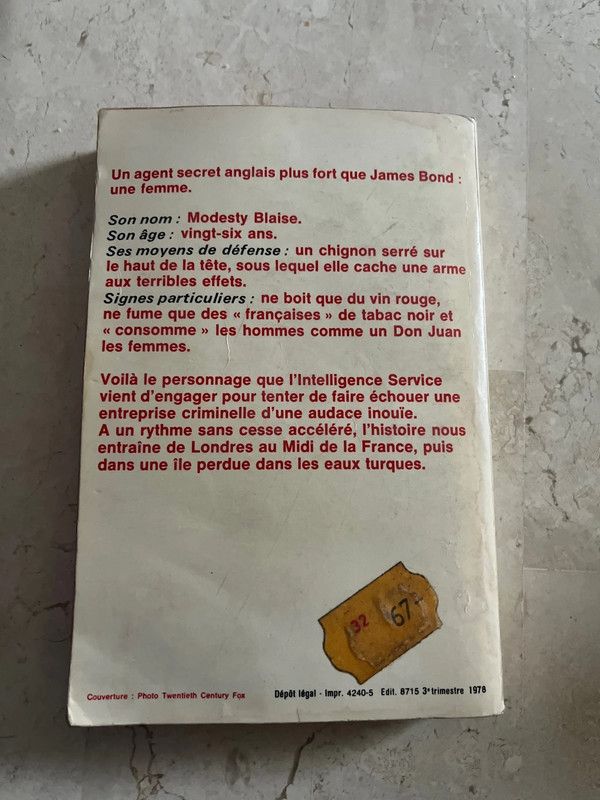 Un agent secret anglais plus fort que James Bond :
une femme.
Son nom : Modesty Blaise.
Son âge : vingt-six ans.
Ses moyens de défense : un chignon serré sur
le haut de la tête, sous lequel elle cache une arme
aux terribles effets.
Signes particuliers : ne boit que du vin rouge,
ne fume que des « françaises » de tabac noir et
« consomme » les hommes comme un Don Juan
les femmes.
Voilà le personnage que l'Intelligence Service
vient d'engager pour tenter de faire échouer une
entreprise criminelle d'une audace inouïe.
A un rythme sans cesse accéléré, l'histoire nous
entraîne de Londres au Midi de la France, puis
dans une île perdue dans les eaux turques.
32 67
Couverture : Photo Twentieth Century Fox Dépôt légal - Impr. 4240-5 Edit. 8715 3e trimestre 1978